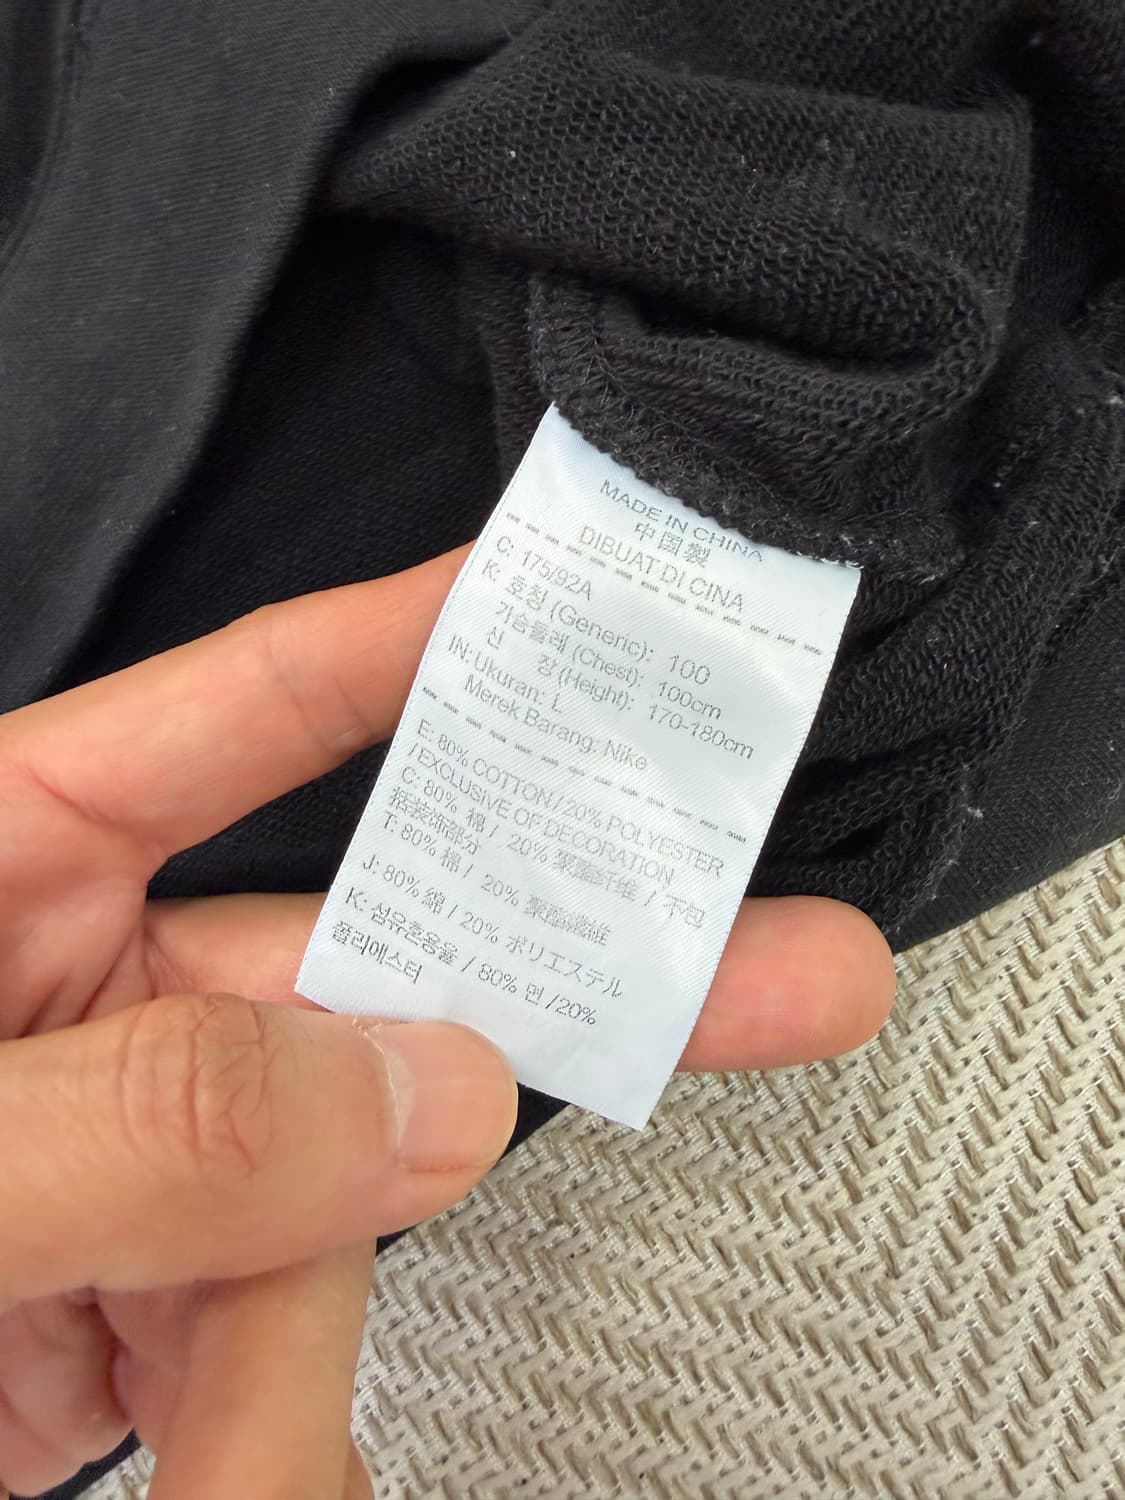 MADE IN CHINA
中国製
DIBUAT DI CINA
C: 175/92A
K: 호칭 (Generic): 100
가슴둘레 (Chest): 100cm
신 장 (Height): 170-180cm
IN: Ukuran: L
Merek Barang: Nike
E: 80% COTTON / 20% POLYESTER
/ EXCLUSIVE OF DECORATION
C: 80% 棉 / 20% 聚酯纤维 / 不包
括装饰部分
T: 80% 棉 / 20% 聚酯纖維
J: 80% 綿 / 20% ポリエステル
K: 섬유혼용율 / 80% 면 /20%
폴리에스터